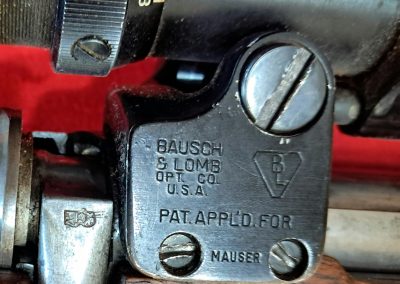 BAUSCH
& LOMB
OPT. CO.
U.S.A.
B
L
PAT. APPL'D. FOR
MAUSER